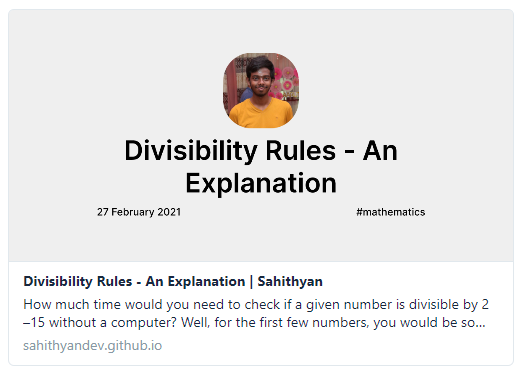 Divisibility Rules - An
Explanation
27 February 2021
#mathematics
Divisibility Rules - An Explanation | Sahithyan
How much time would you need to check if a given number is divisible by 2
–15 without a computer? Well, for the first few numbers, you would be so...
sahithyandev.github.io